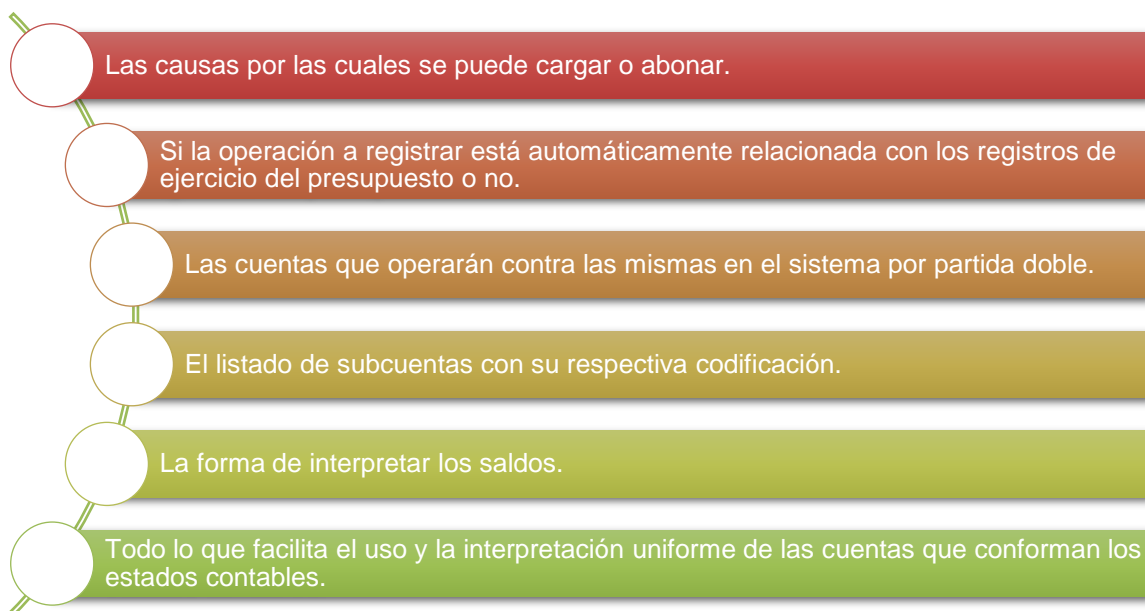 Las causas por las cuales se puede cargar o abonar.
Si la operación a registrar está automáticamente relacionada con los registros de
ejercicio del presupuesto o no.
Las cuentas que operarán contra las mismas en el sistema por partida doble.
El listado de subcuentas con su respectiva codificación.
La forma de interpretar los saldos.
Todo lo que facilita el uso y la interpretación uniforme de las cuentas que conforman los
estados contables.